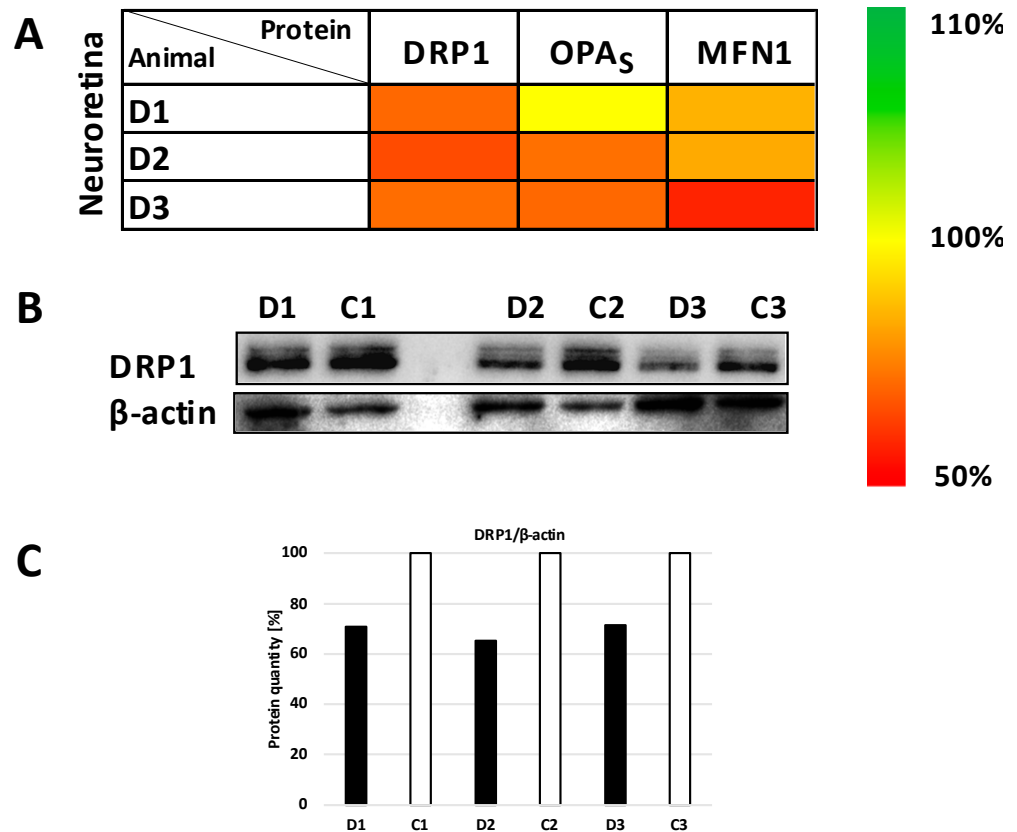 A
Neuroretina
Protein
Animal
DRP1 OPAS MFN1
D1
D2
D3
110%
100%
50%
B
D1 C1 D2 C2 D3 C3
DRP1
β-actin
C
DRP1/β-actin
Protein quantity [%]
100
80
60
40
20
0
D1 C1 D2 C2 D3 C3